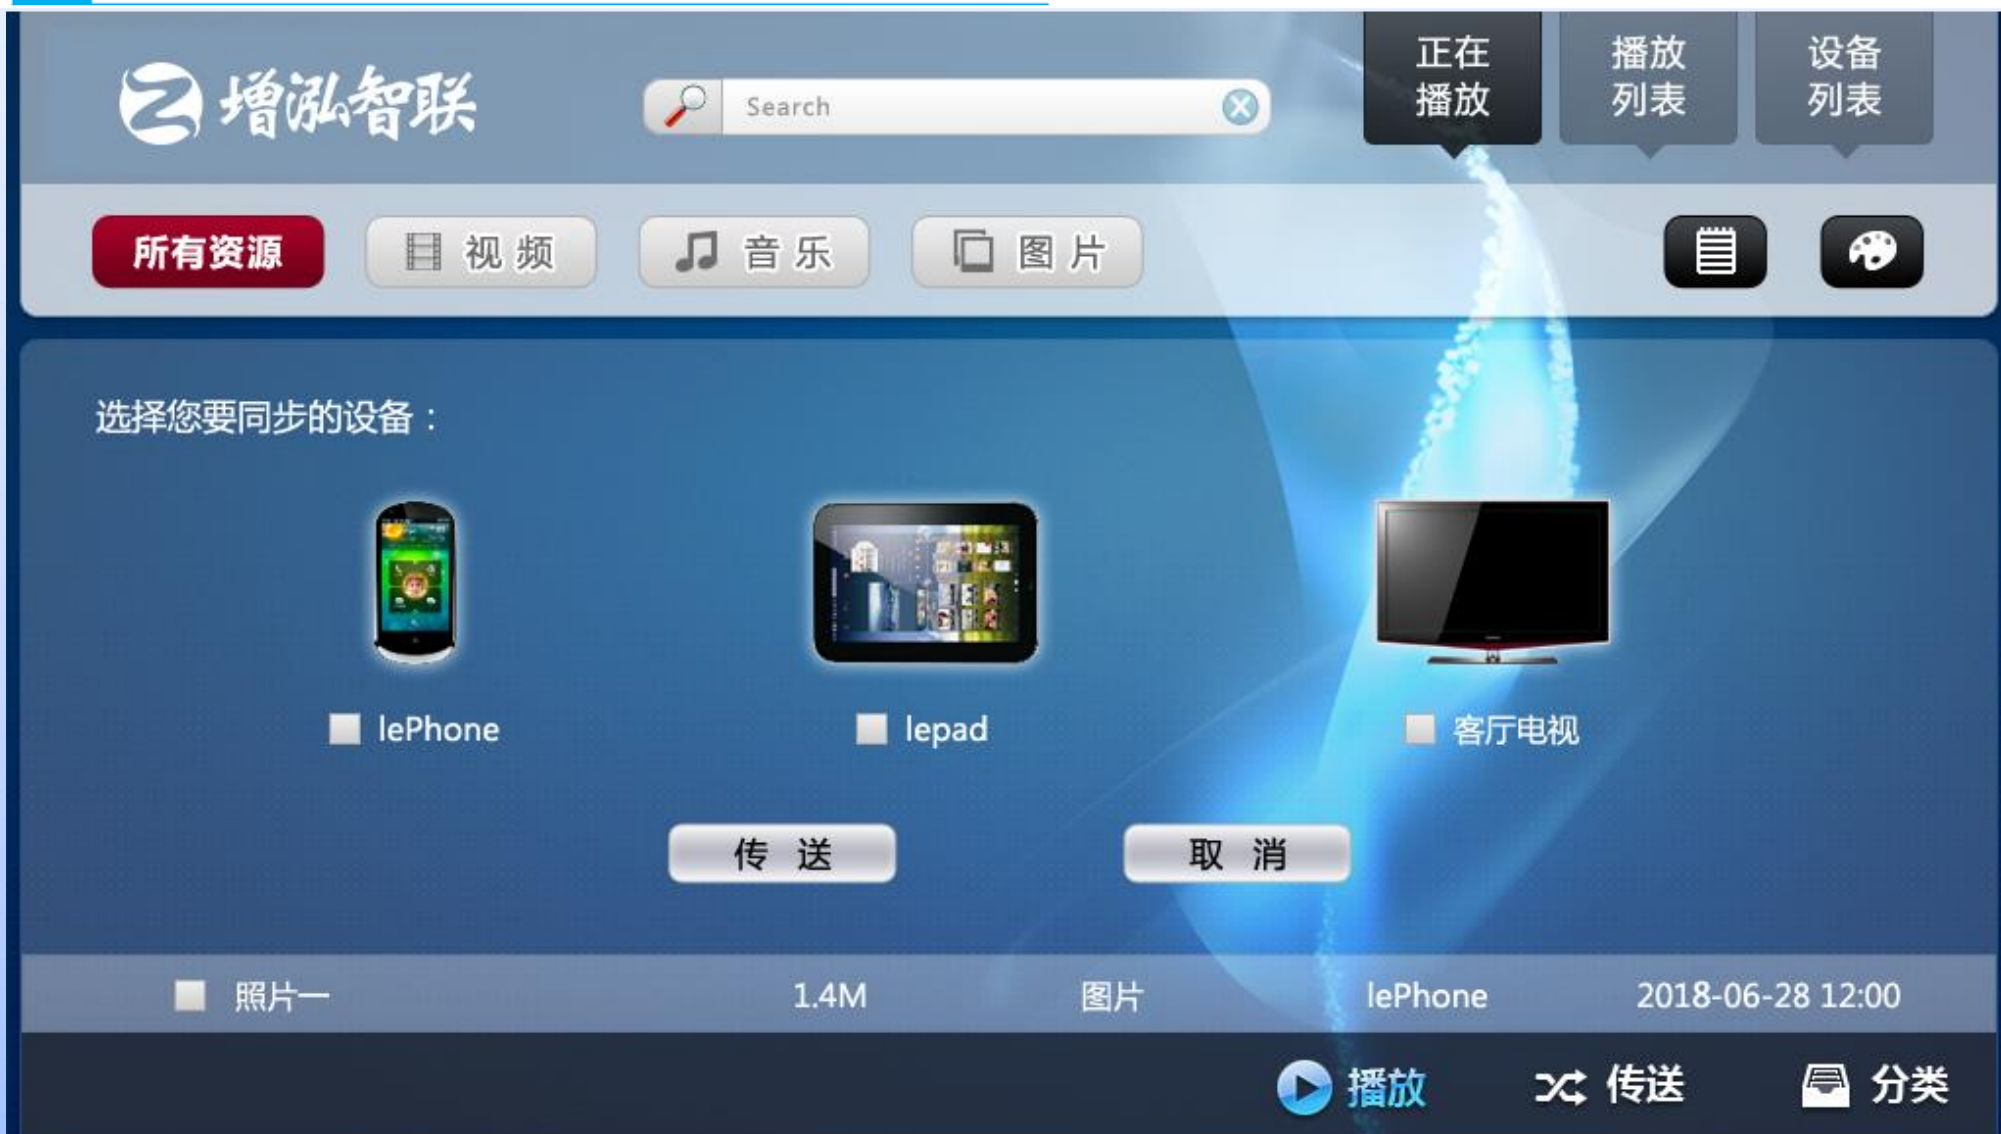 增泓智联
Search
正在
播放
播放
列表
设备
列表
所有资源
视频
音乐
图片
选择您要同步的设备：
lePhone
lepad
客厅电视
传 送
取 消
照片一 1.4M 图片 lePhone 2018-06-28 12:00
播放
传送
分类